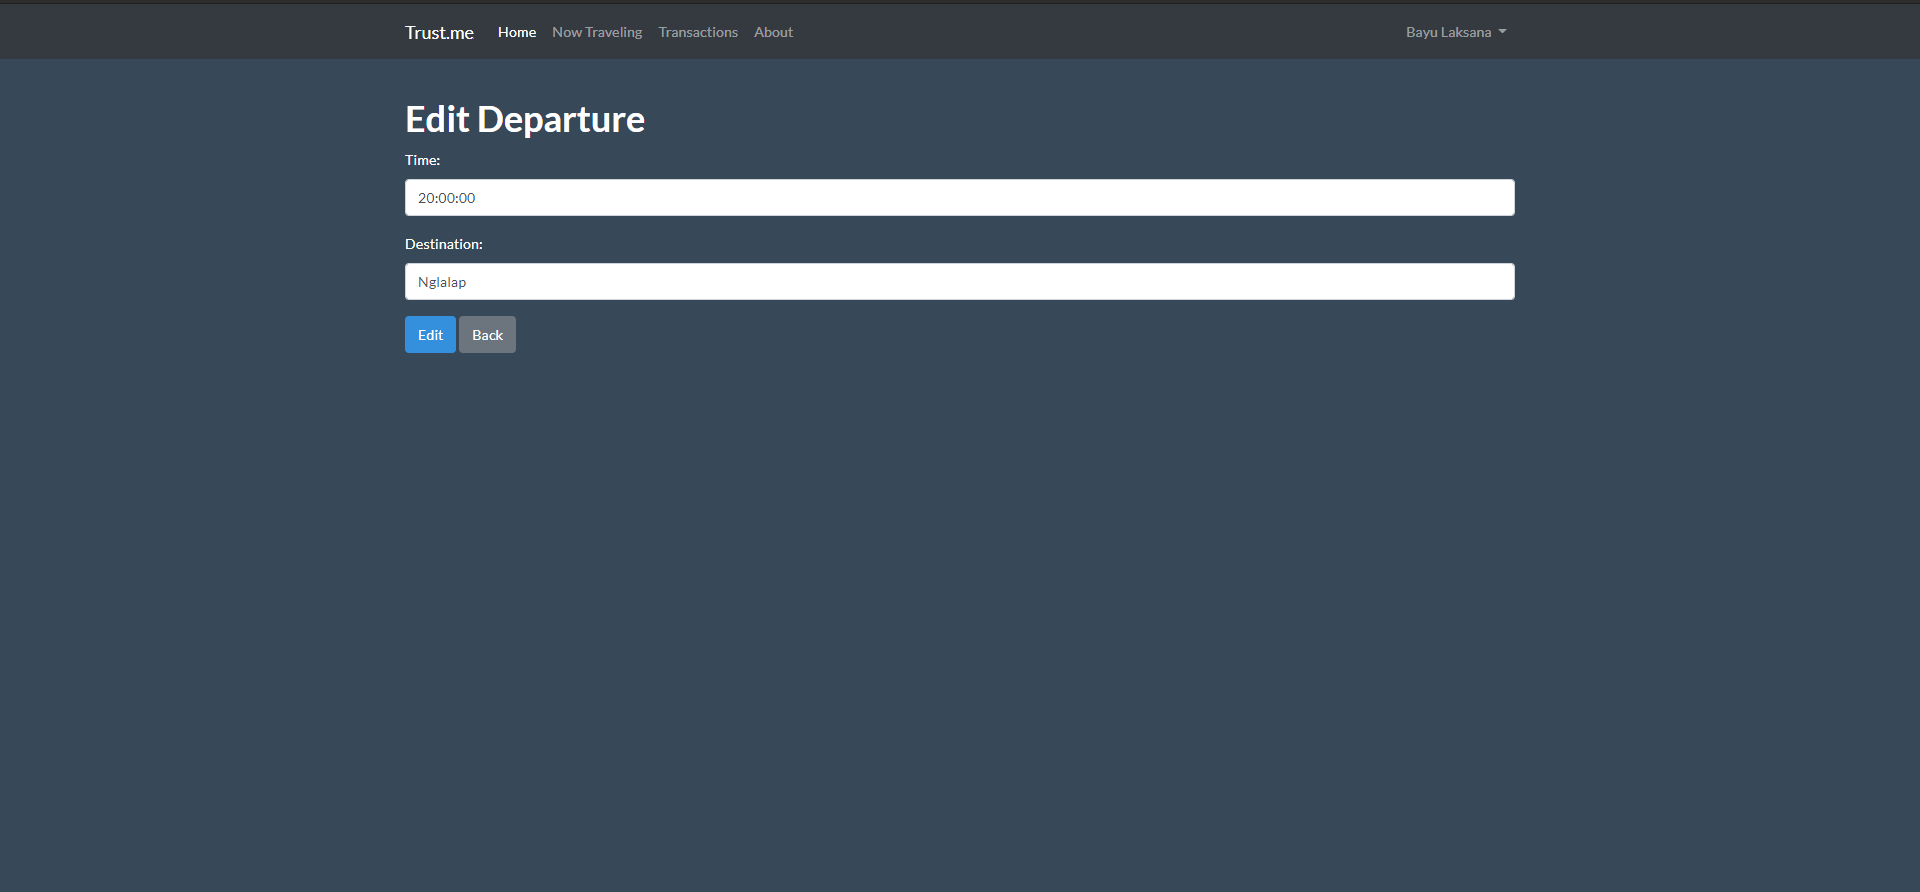 Trust.me Home Now Traveling Transactions About Bayu Laksana
Edit Departure
Time:
20:00:00
Destination:
Nglalap
Edit Back